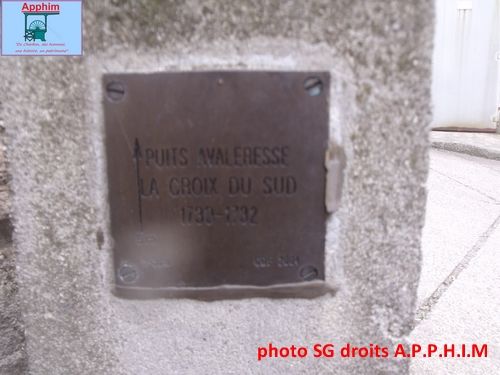 Apphim
"Du Charbon, des hommes,
une histoire, un patrimoine"
PUITS AVALERESSE
LA CROIX DU SUD
1730-1732
photo SG droits A.P.P.H.I.M